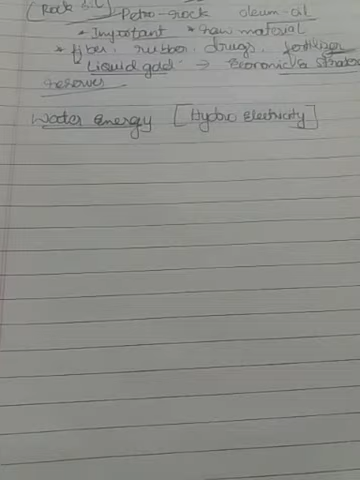 (Rock oil) Petro-rock oleum-oil
* Important * raw material
* fiber, rubber, drugs, fertilizer
Liquid gold → Economic & strate
reserves
Water Energy [Hydro Electricity]